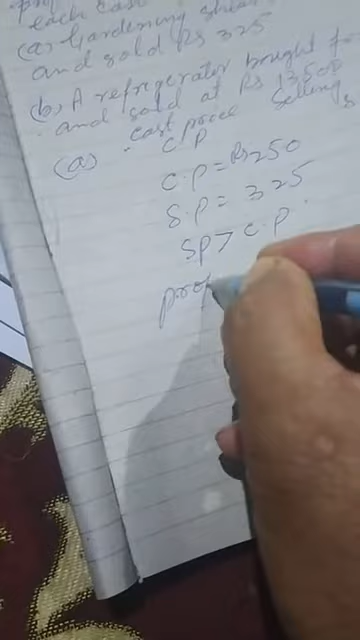 each case
(a) Gardening shears
and sold Rs 325
(b) A refrigerator bought for
and sold at Rs 13500
cost price Selling
(a) C.P
C.P = Rs 250
S.P = 325
SP > C.P
prof